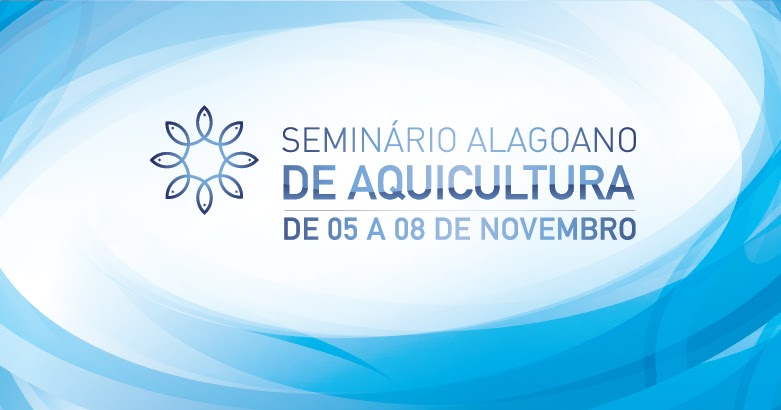 SEMINÁRIO ALAGOANO
DE AQUICULTURA
DE 05 A 08 DE NOVEMBRO